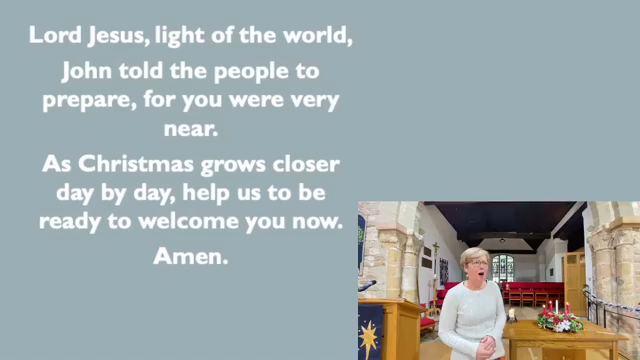 Lord Jesus, light of the world,
John told the people to
prepare, for you were very
near.
As Christmas grows closer
day by day, help us to be
ready to welcome you now.
Amen.